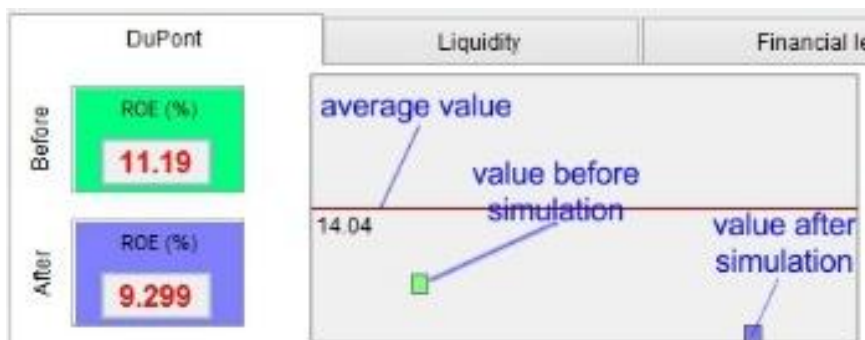 DuPont
Liquidity
Financial le
Before
ROE (%)
11.19
After
ROE (%)
9.299
average value
value before
simulation
14.04
value after
simulation